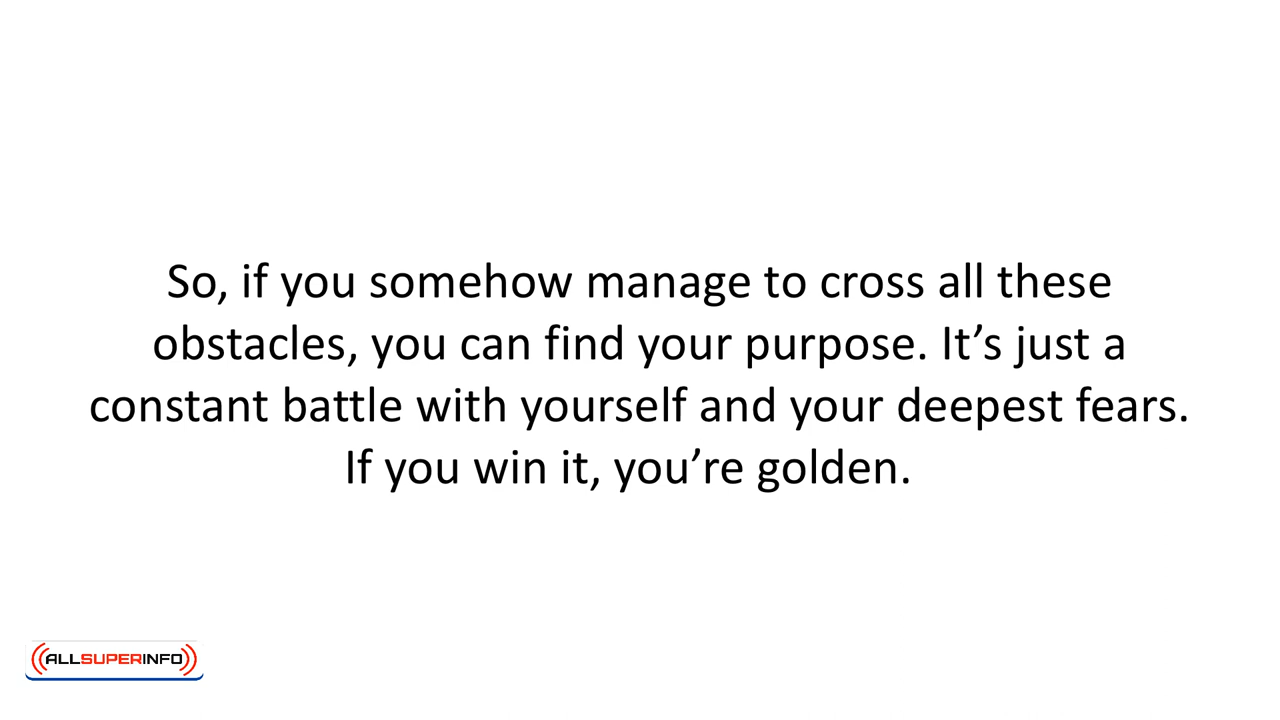 So, if you somehow manage to cross all these
obstacles, you can find your purpose. It’s just a
constant battle with yourself and your deepest fears.
If you win it, you’re golden.
ALLSUPERINFO